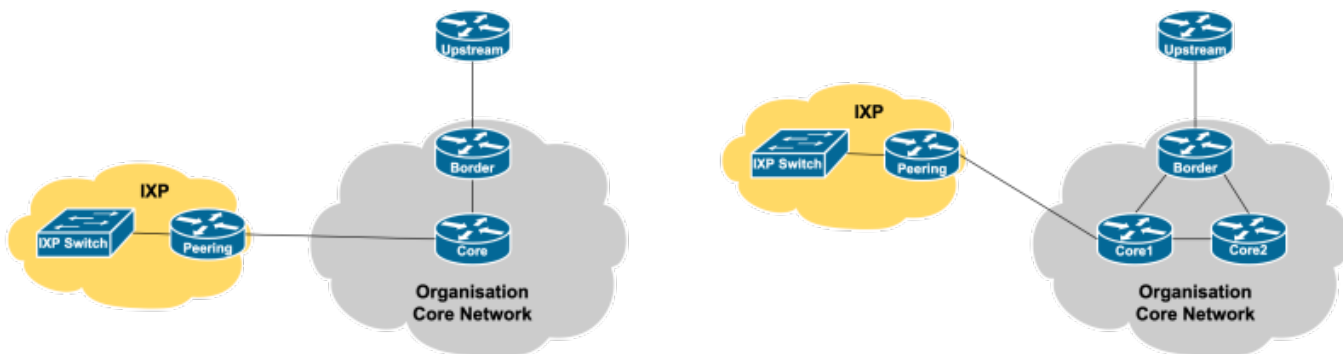 Upstream
Border
IXP
IXP Switch
Peering
Core
Organisation
Core Network
Upstream
IXP
IXP Switch
Peering
Border
Core1
Core2
Organisation
Core Network